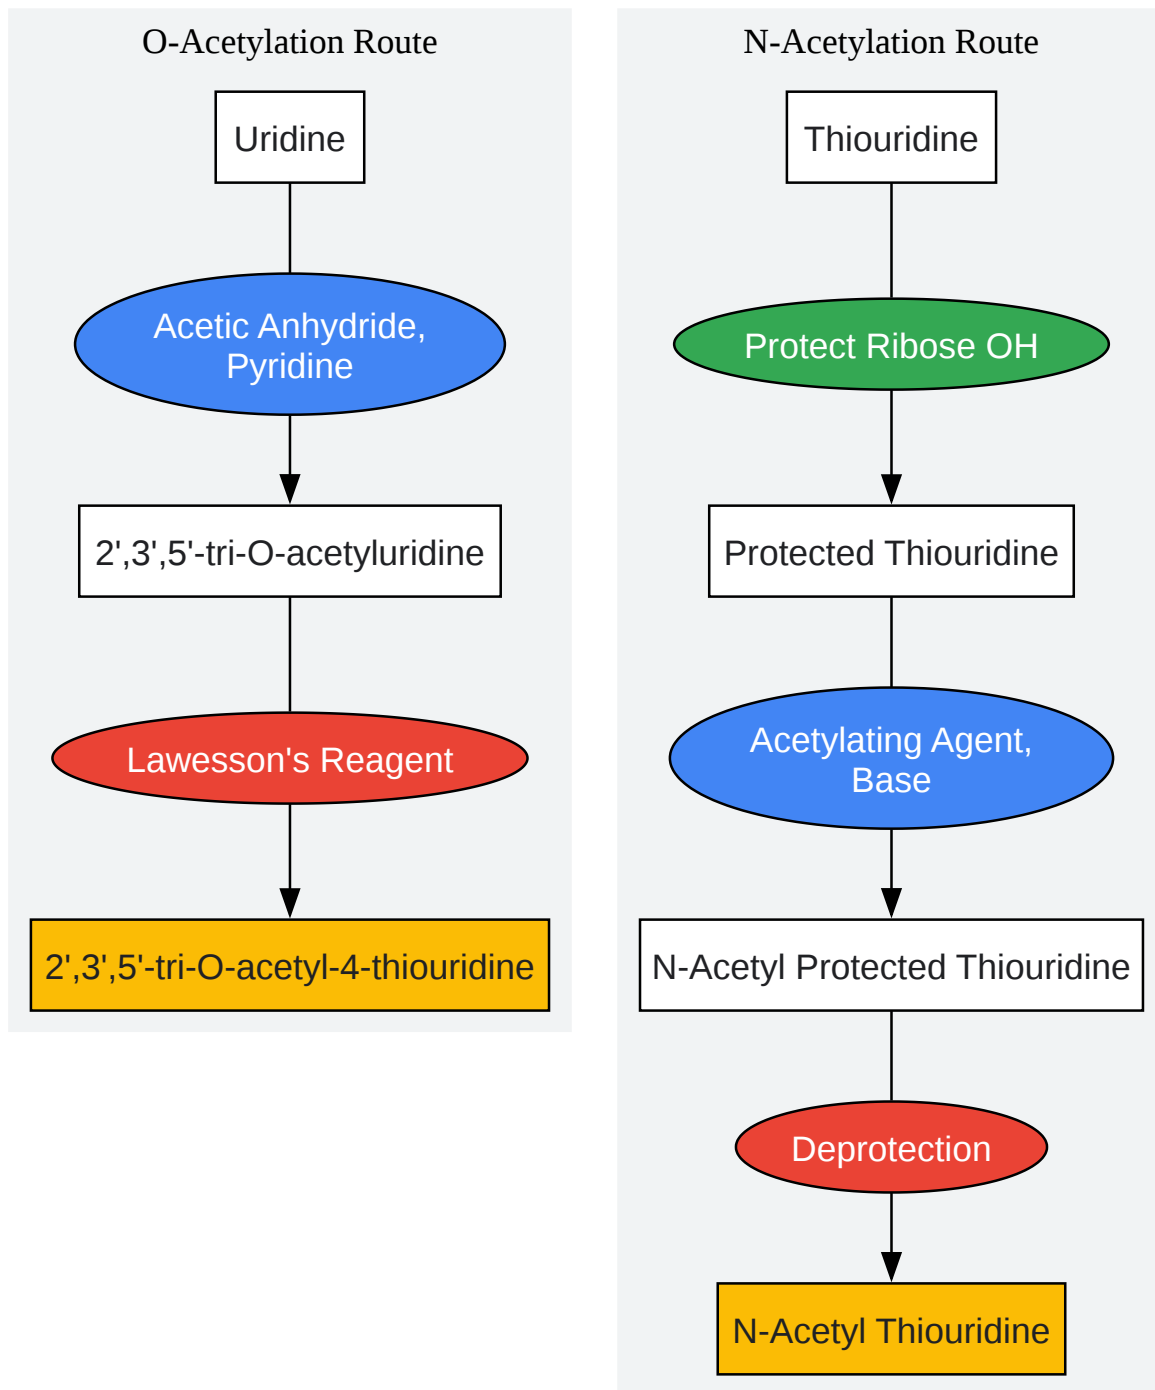 O-Acetylation Route
Uridine
Acetic Anhydride,
Pyridine
2',3',5'-tri-O-acetyluridine
Lawesson's Reagent
2',3',5'-tri-O-acetyl-4-thiouridine
N-Acetylation Route
Thiouridine
Protect Ribose OH
Protected Thiouridine
Acetylating Agent,
Base
N-Acetyl Protected Thiouridine
Deprotection
N-Acetyl Thiouridine